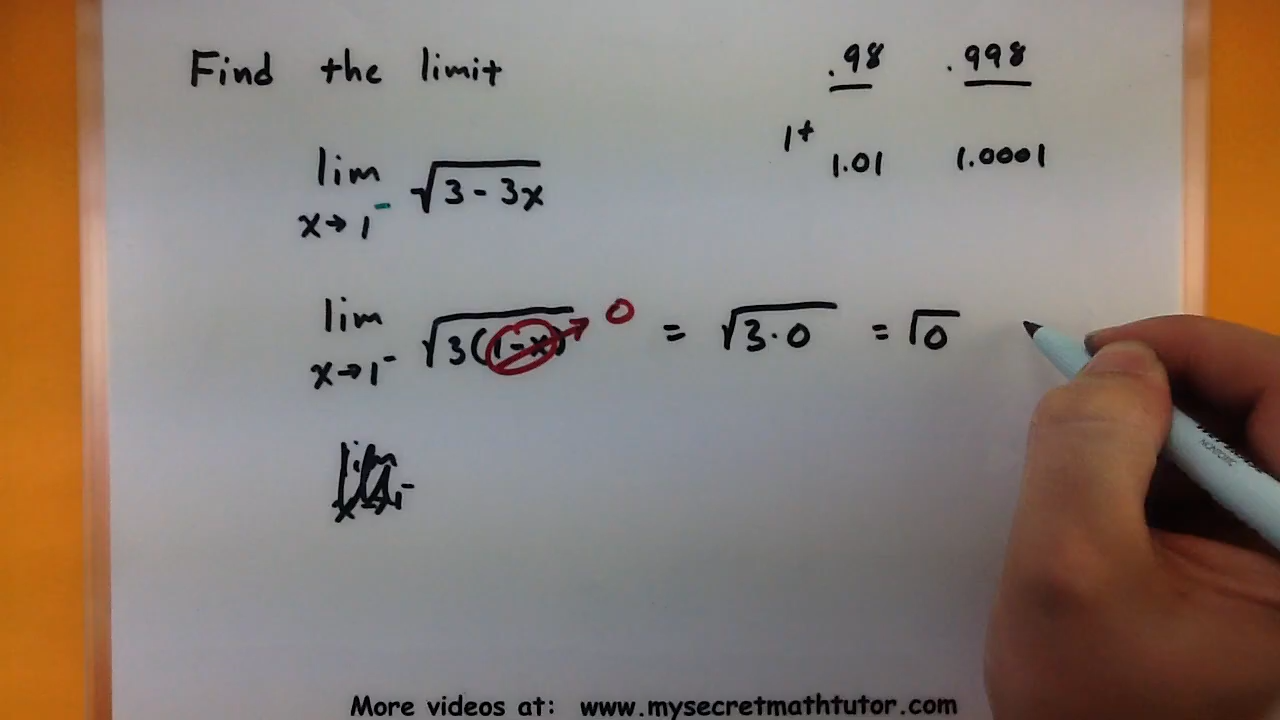 Find the limit
.98 .998
1+ 1.01 1.0001
lim √3 - 3x
x→1-
lim √3(1-x) 0 = √3·0 = √0
x→1-
More videos at: www.mysecretmathtutor.com